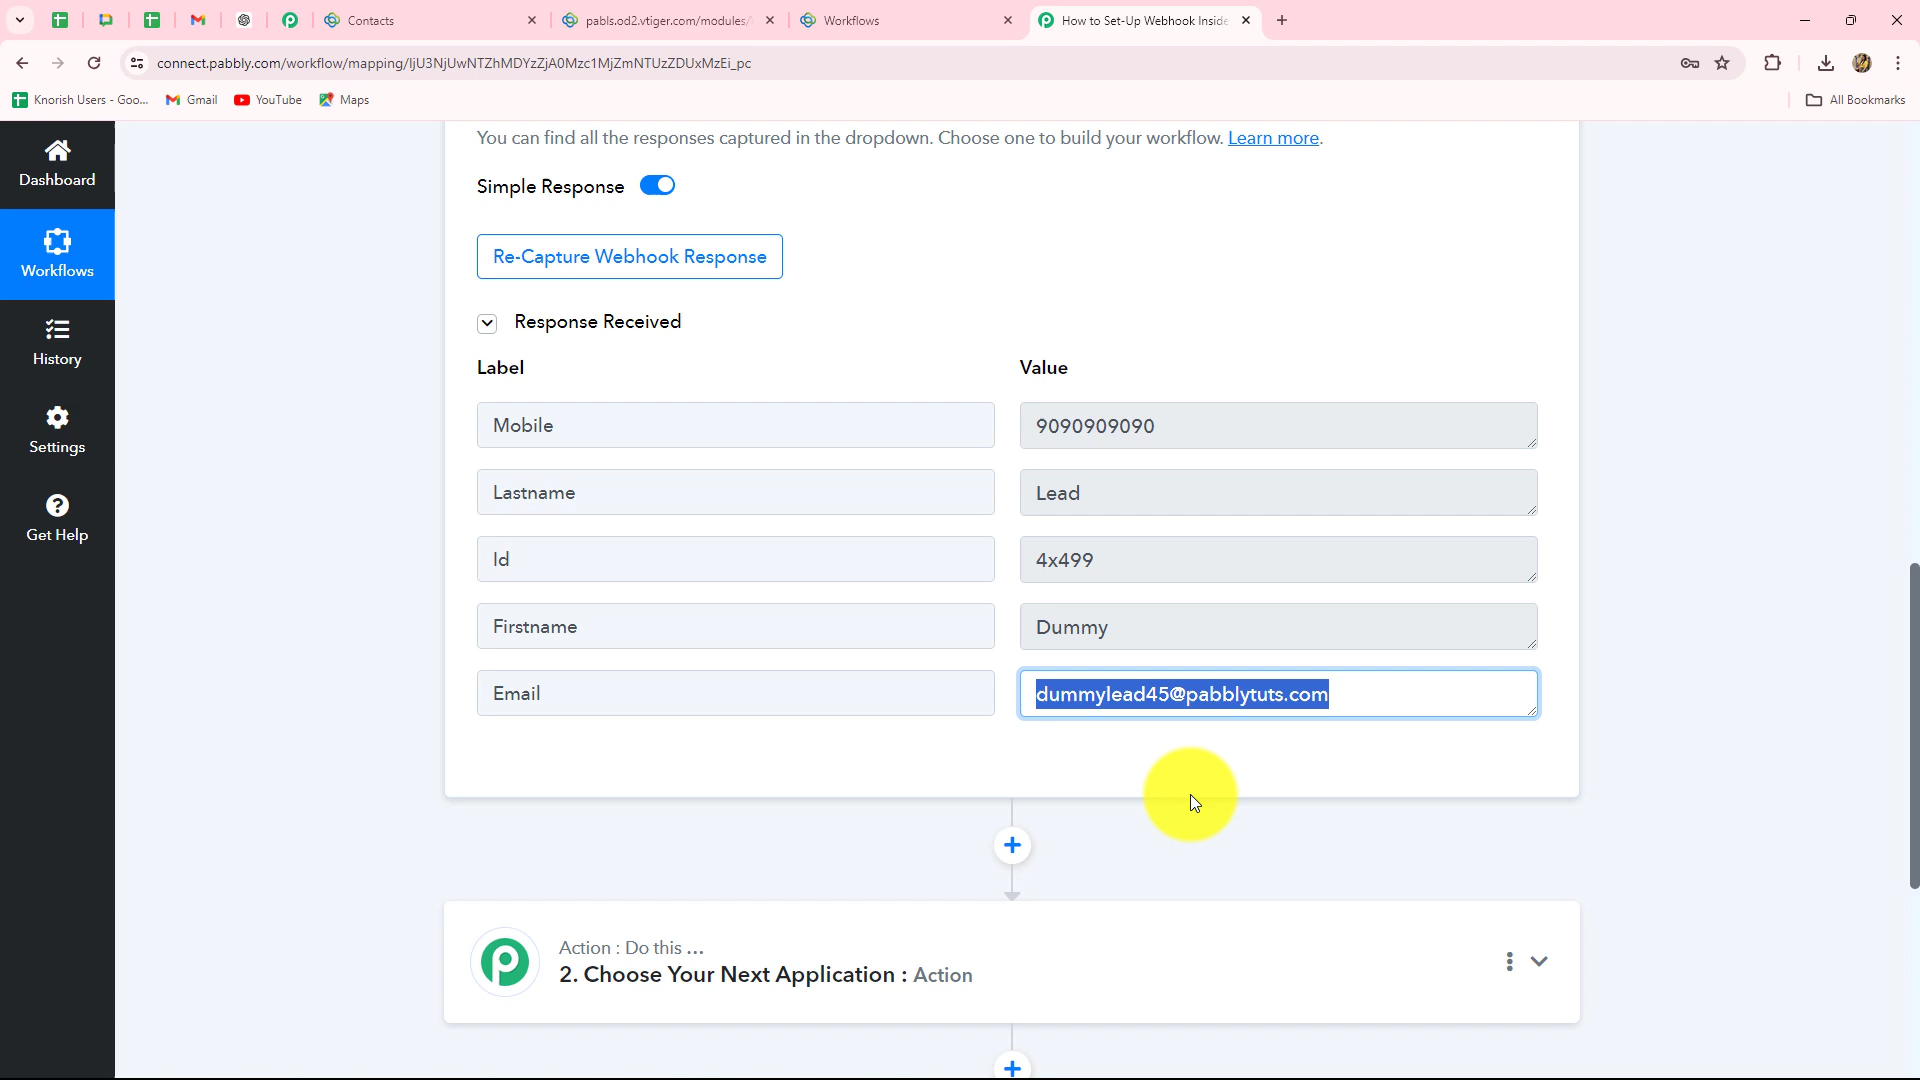 Contacts
pabls.od2.vtiger.com/modules/
Workflows
How to Set-Up Webhook Inside
connect.pabbly.com/workflow/mapping/IjU3NjUwNTZhMDYzZjA0Mzc1MjZmNTUzZDUxMzEi_pc
Knorish Users - Goo...
Gmail
YouTube
Maps
All Bookmarks
Dashboard
Workflows
History
Settings
Get Help
You can find all the responses captured in the dropdown. Choose one to build your workflow. Learn more.
Simple Response
Re-Capture Webhook Response
Response Received
Label Value
Mobile 9090909090
Lastname Lead
Id 4x499
Firstname Dummy
Email dummylead45@pabblytuts.com
Action : Do this ...
2. Choose Your Next Application : Action